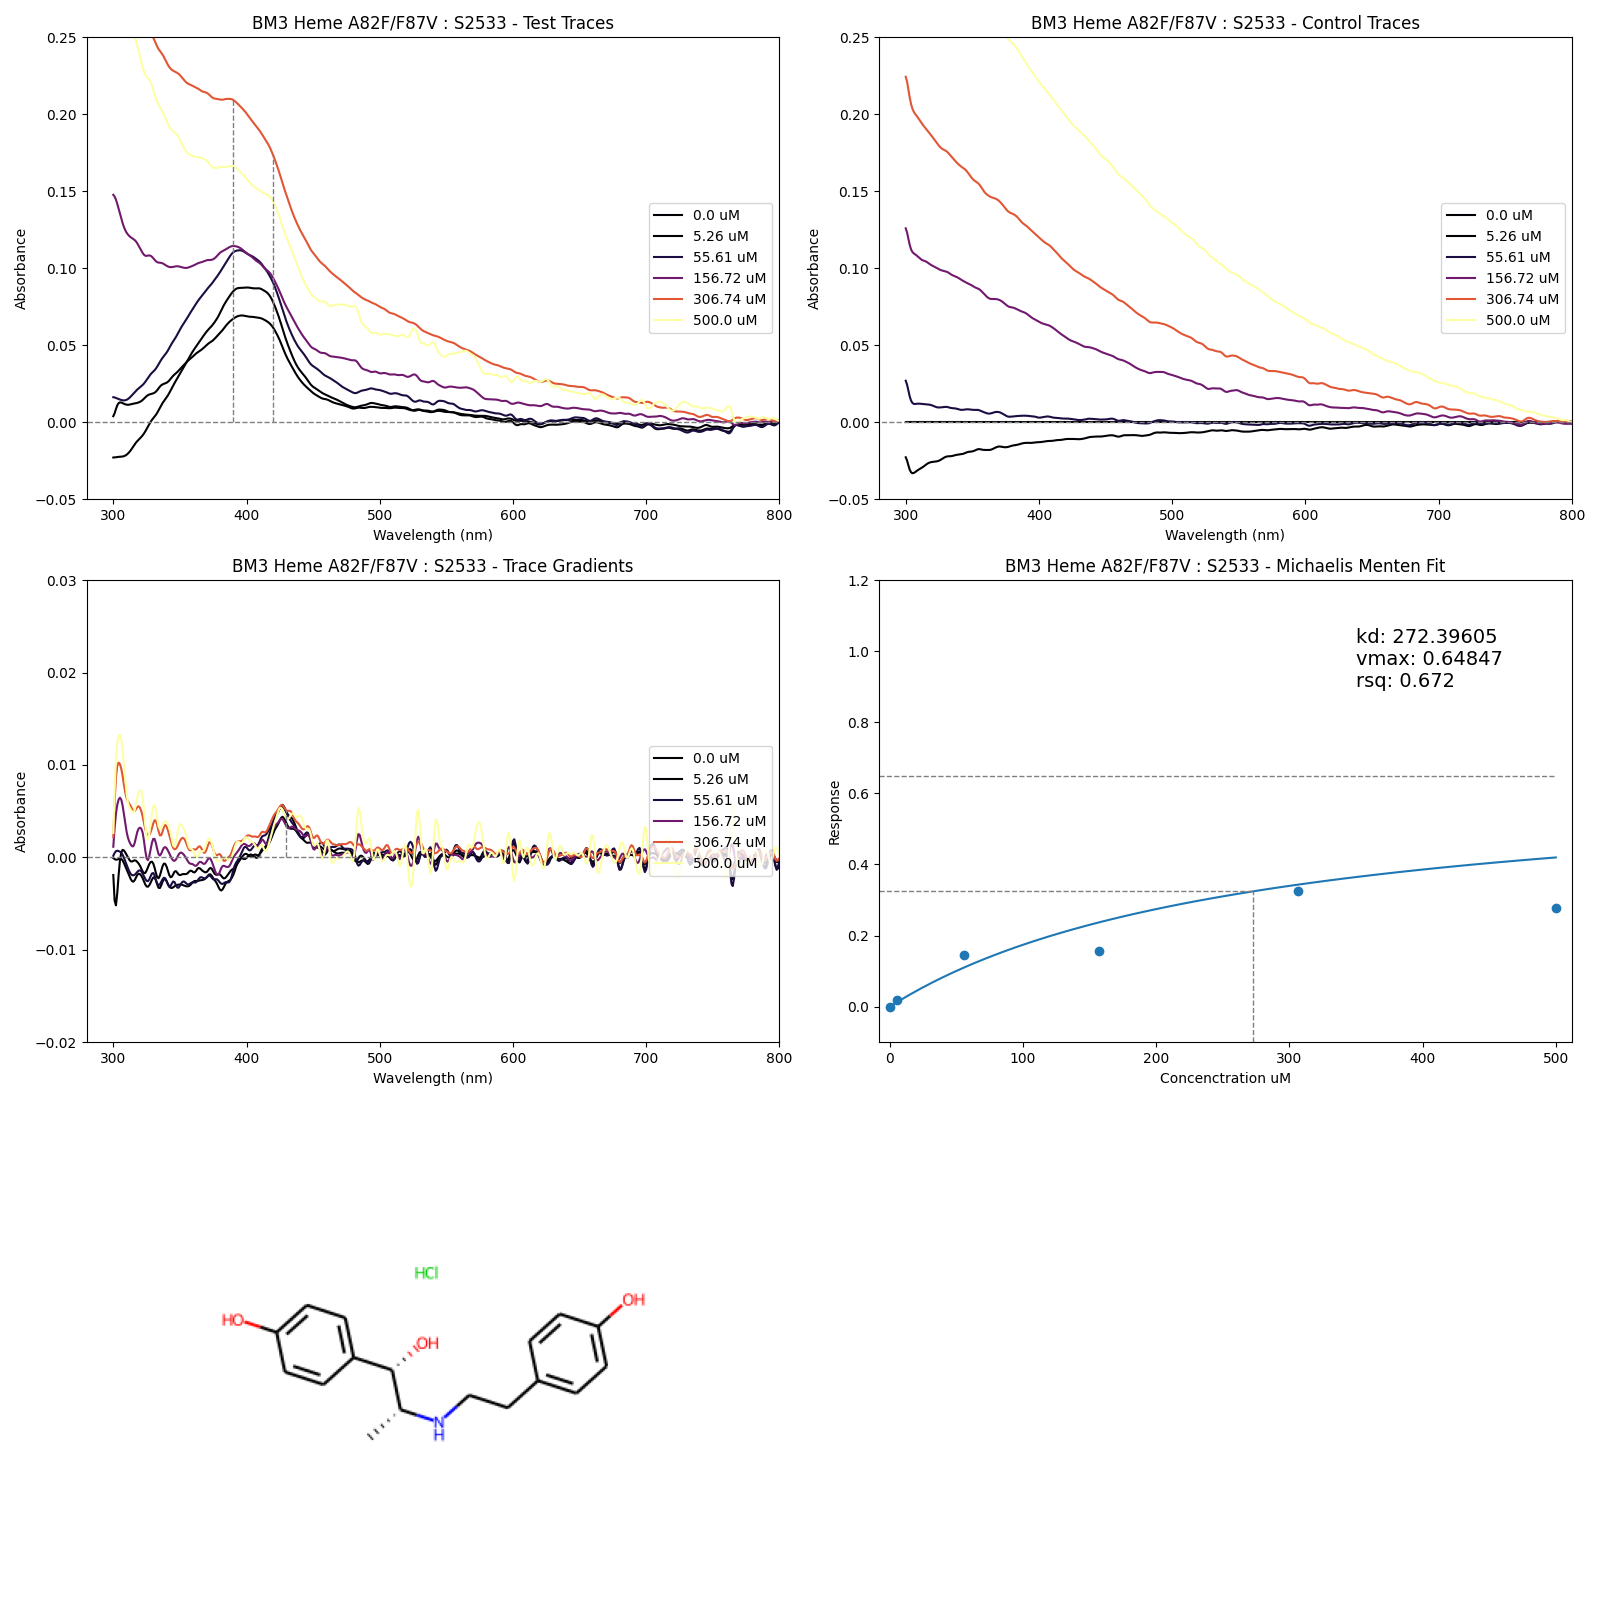 BM3 Heme A82F/F87V : S2533 - Test Traces
0.25
0.20
0.15
0.10
0.05
0.00
−0.05
Absorbance
300 400 500 600 700 800
Wavelength (nm)
0.0 uM
5.26 uM
55.61 uM
156.72 uM
306.74 uM
500.0 uM
BM3 Heme A82F/F87V : S2533 - Control Traces
0.25
0.20
0.15
0.10
0.05
0.00
−0.05
Absorbance
300 400 500 600 700 800
Wavelength (nm)
0.0 uM
5.26 uM
55.61 uM
156.72 uM
306.74 uM
500.0 uM
BM3 Heme A82F/F87V : S2533 - Trace Gradients
0.03
0.02
0.01
0.00
−0.01
−0.02
Absorbance
300 400 500 600 700 800
Wavelength (nm)
0.0 uM
5.26 uM
55.61 uM
156.72 uM
306.74 uM
500.0 uM
BM3 Heme A82F/F87V : S2533 - Michaelis Menten Fit
1.2
1.0
0.8
0.6
0.4
0.2
0.0
Response
0 100 200 300 400 500
Concenctration uM
kd: 272.39605
vmax: 0.64847
rsq: 0.672
HCl
HO
OH
OH
N
H